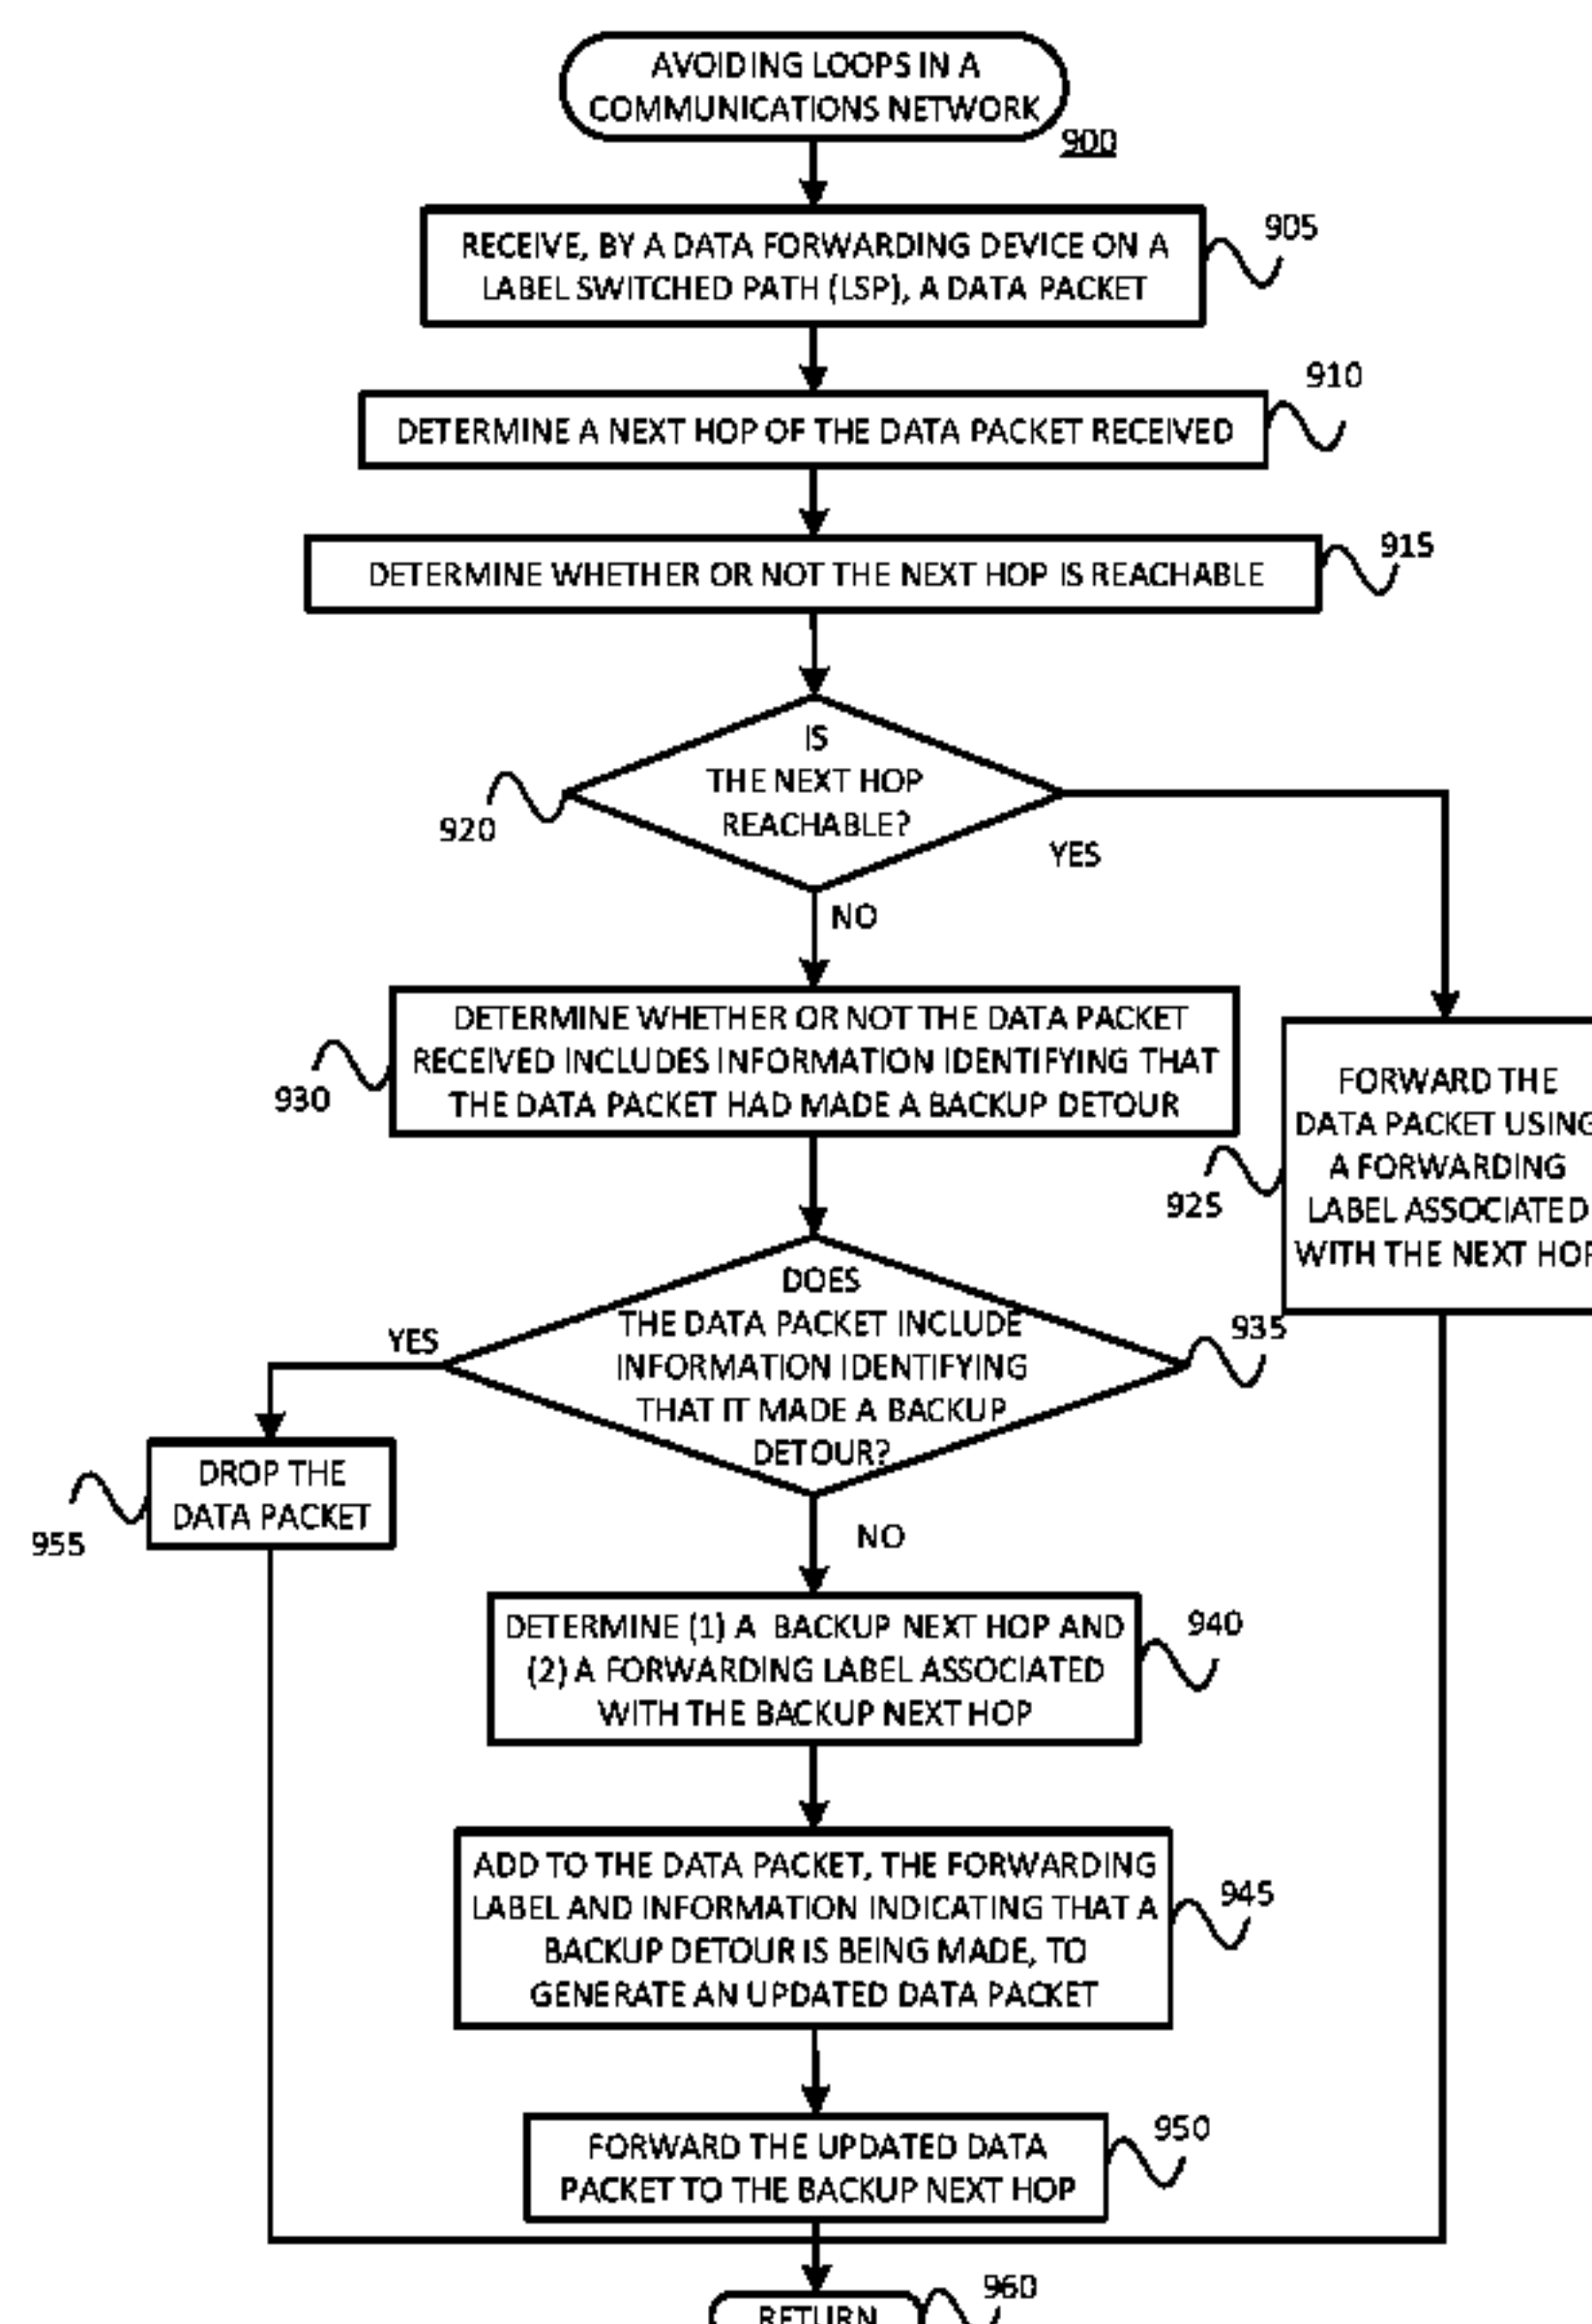 AVOIDING LOOPS IN A
COMMUNICATIONS NETWORK
900
RECEIVE, BY A DATA FORWARDING DEVICE ON A
LABEL SWITCHED PATH (LSP), A DATA PACKET
905
DETERMINE A NEXT HOP OF THE DATA PACKET RECEIVED
910
DETERMINE WHETHER OR NOT THE NEXT HOP IS REACHABLE
915
IS
THE NEXT HOP
REACHABLE?
920
YES
NO
DETERMINE WHETHER OR NOT THE DATA PACKET
RECEIVED INCLUDES INFORMATION IDENTIFYING THAT
THE DATA PACKET HAD MADE A BACKUP DETOUR
930
FORWARD THE
DATA PACKET USING
A FORWARDING
LABEL ASSOCIATED
WITH THE NEXT HOP
925
DOES
THE DATA PACKET INCLUDE
INFORMATION IDENTIFYING
THAT IT MADE A BACKUP
DETOUR?
935
YES
DROP THE
DATA PACKET
955
NO
DETERMINE (1) A BACKUP NEXT HOP AND
(2) A FORWARDING LABEL ASSOCIATED
WITH THE BACKUP NEXT HOP
940
ADD TO THE DATA PACKET, THE FORWARDING
LABEL AND INFORMATION INDICATING THAT A
BACKUP DETOUR IS BEING MADE, TO
GENERATE AN UPDATED DATA PACKET
945
FORWARD THE UPDATED DATA
PACKET TO THE BACKUP NEXT HOP
950
RETURN
960